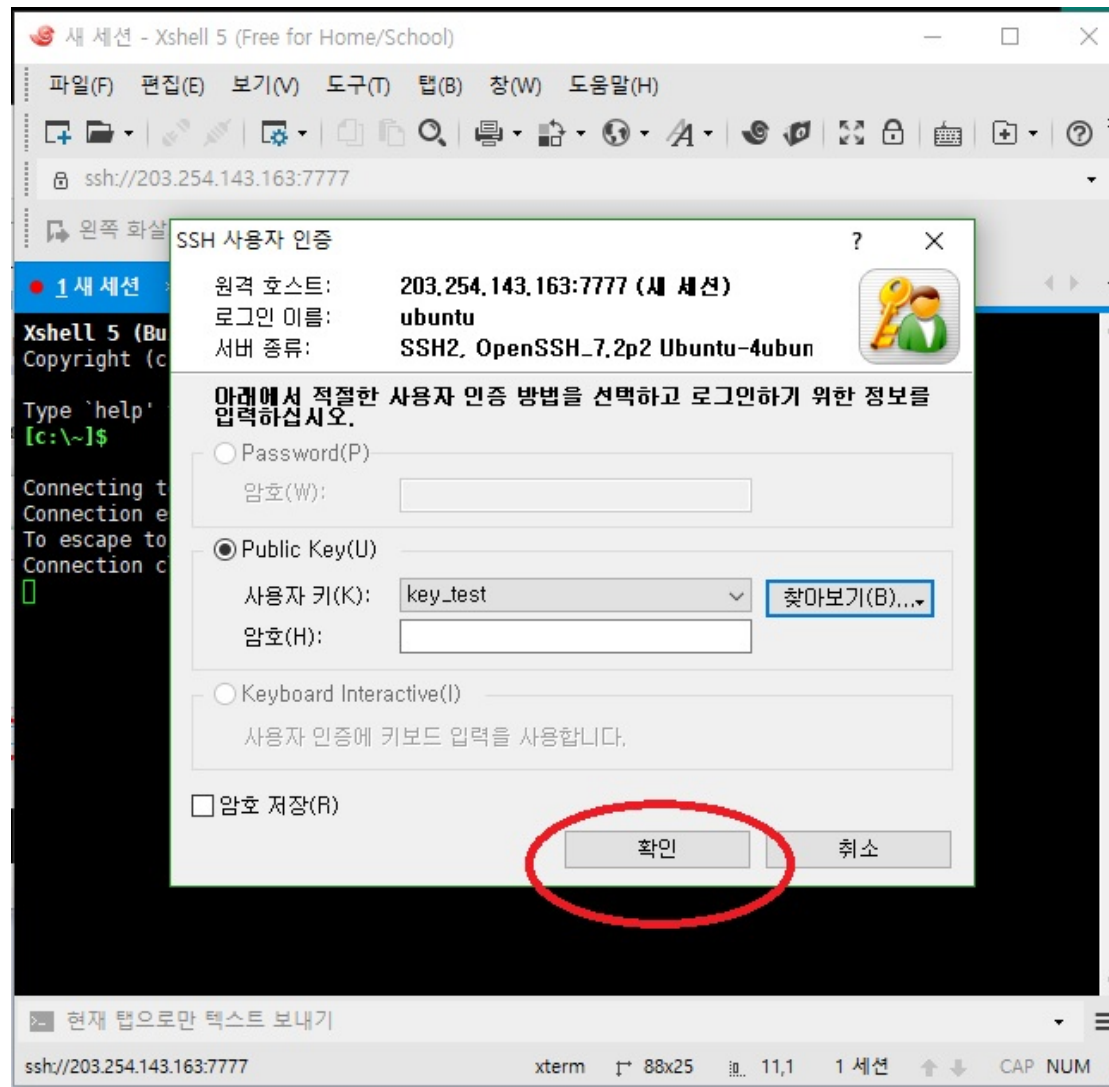 새 세션 - Xshell 5 (Free for Home/School)
파일(F) 편집(E) 보기(V) 도구(T) 탭(B) 창(W) 도움말(H)
ssh://203.254.143.163:7777
왼쪽 화살
SSH 사용자 인증
1 새 세션
원격 호스트: 203.254.143.163:7777 (새 세션)
로그인 이름: ubuntu
서버 종류: SSH2, OpenSSH_7.2p2 Ubuntu-4ubun
Xshell 5 (Bu
Copyright (c
Type `help'
[c:\~]$
Connecting t
Connection e
To escape to
Connection c
아래에서 적절한 사용자 인증 방법을 선택하고 로그인하기 위한 정보를
입력하십시오.
Password(P)
암호(W):
Public Key(U)
사용자 키(K): key_test 찾아보기(B)...
암호(H):
Keyboard Interactive(I)
사용자 인증에 키보드 입력을 사용합니다.
암호 저장(R)
확인 취소
현재 탭으로만 텍스트 보내기
ssh://203.254.143.163:7777 xterm 88x25 11,1 1 세션 CAP NUM